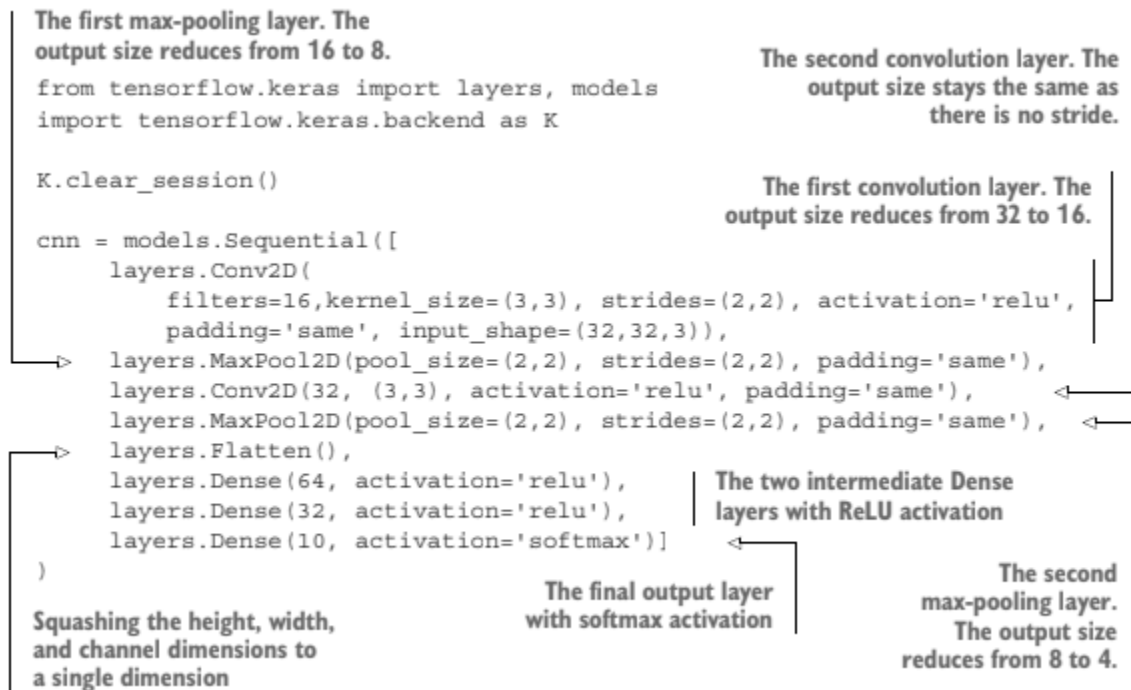 The first max-pooling layer. The
output size reduces from 16 to 8.
The second convolution layer. The
output size stays the same as
there is no stride.
from tensorflow.keras import layers, models
import tensorflow.keras.backend as K
K.clear_session()
The first convolution layer. The
output size reduces from 32 to 16.
cnn = models.Sequential([
layers.Conv2D(
filters=16,kernel_size=(3,3), strides=(2,2), activation='relu',
padding='same', input_shape=(32,32,3)),
layers.MaxPool2D(pool_size=(2,2), strides=(2,2), padding='same'),
layers.Conv2D(32, (3,3), activation='relu', padding='same'),
layers.MaxPool2D(pool_size=(2,2), strides=(2,2), padding='same'),
layers.Flatten(),
layers.Dense(64, activation='relu'),
layers.Dense(32, activation='relu'),
layers.Dense(10, activation='softmax')]
)
The two intermediate Dense
layers with ReLU activation
The final output layer
with softmax activation
The second
max-pooling layer.
The output size
reduces from 8 to 4.
Squashing the height, width,
and channel dimensions to
a single dimension